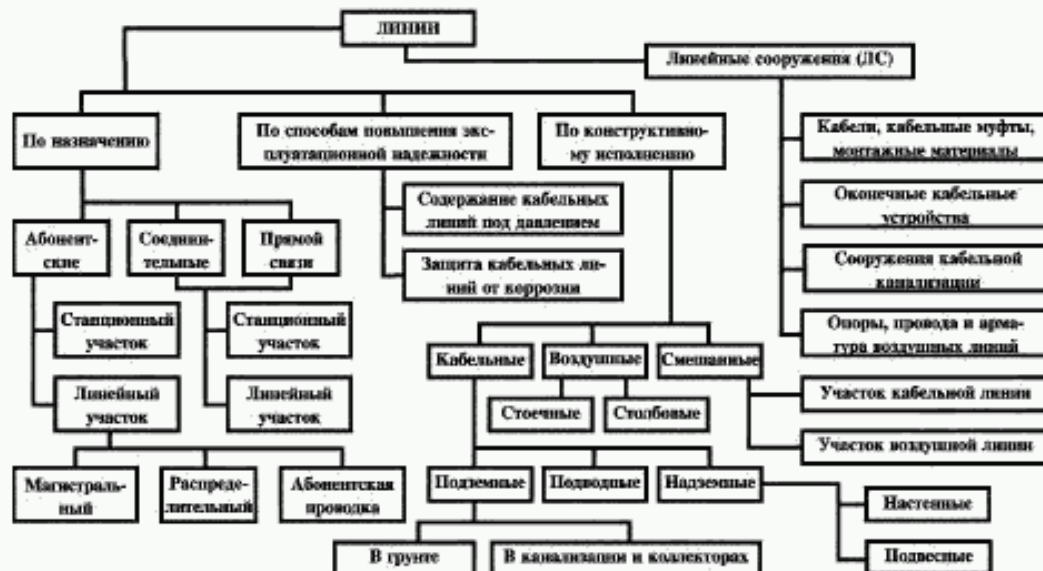 ЛИНИИ
Линейные сооружения (ЛС)
По назначению
По способам повышения экс-
плуатационной надежности
По конструктивно-
му исполнению
Кабели, кабельные муфты,
монтажные материалы
Оконечные кабельные
устройства
Сооружения кабельной
канализации
Опоры, провода и арма-
тура воздушных линий
Содержание кабельных
линий под давлением
Защита кабельных ли-
ний от коррозии
Абонент-
ские
Соедини-
тельные
Прямой
связи
Станционный
участок
Станционный
участок
Линейный
участок
Линейный
участок
Магистраль-
ный
Распреде-
лительный
Абонентская
проводка
Кабельные
Воздушные
Смешанные
Стоечные
Столбовые
Участок кабельной линии
Участок воздушной линии
Подземные
Подводные
Надземные
Настенные
Подвесные
В грунте
В канализации и коллекторах